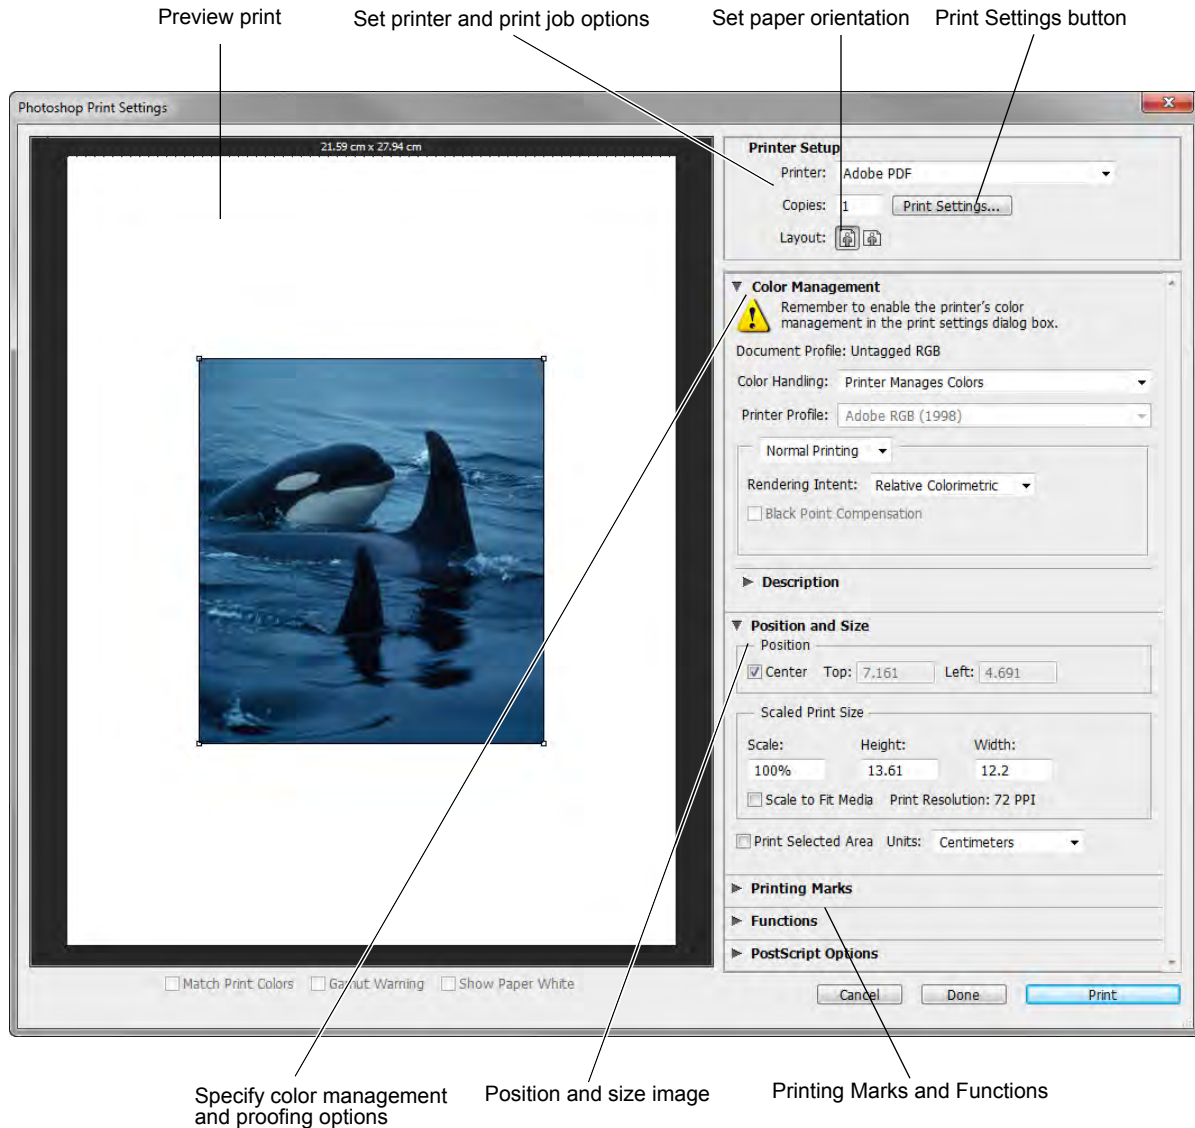 Preview print
Set printer and print job options
Set paper orientation
Print Settings button
Photoshop Print Settings
21.59 cm x 27.94 cm
Printer Setup
Printer: Adobe PDF
Copies: 1 Print Settings...
Layout:
Color Management
Remember to enable the printer's color
management in the print settings dialog box.
Document Profile: Untagged RGB
Color Handling: Printer Manages Colors
Printer Profile: Adobe RGB (1998)
Normal Printing
Rendering Intent: Relative Colorimetric
Black Point Compensation
Description
Position and Size
Position
Center Top: 7.161 Left: 4.691
Scaled Print Size
Scale: Height: Width:
100% 13.61 12.2
Scale to Fit Media Print Resolution: 72 PPI
Print Selected Area Units: Centimeters
Printing Marks
Functions
PostScript Options
Match Print Colors Gamut Warning Show Paper White
Cancel Done Print
Specify color management
and proofing options
Position and size image
Printing Marks and Functions